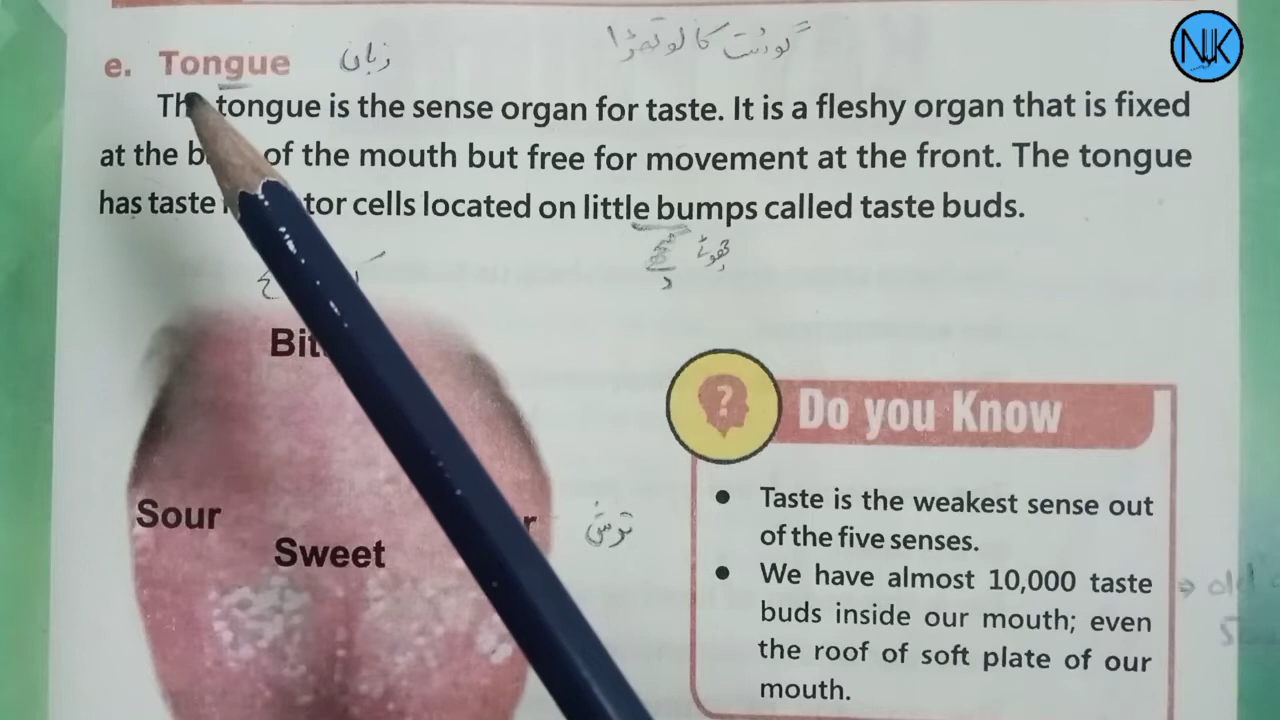 گوشت کا لوتھڑا
NJK
e. Tongue زبان
The tongue is the sense organ for taste. It is a fleshy organ that is fixed
at the of the mouth but free for movement at the front. The tongue
has taste cells located on little bumps called taste buds.
چھوٹے
Sour
Sweet
ترش
Do you Know
• Taste is the weakest sense out
of the five senses.
• We have almost 10,000 taste
buds inside our mouth; even
the roof of soft plate of our
mouth.